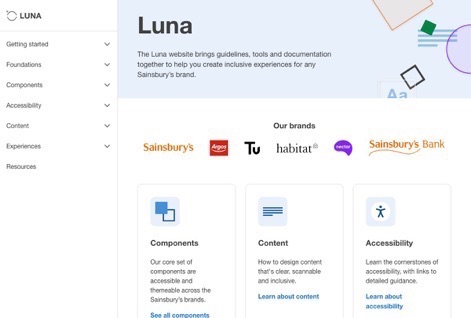 LUNA
Getting started
Foundations
Components
Accessibility
Content
Experiences
Resources
Luna
The Luna website brings guidelines, tools and documentation
together to help you create inclusive experiences for any
Sainsbury's brand.
Aa
Our brands
Sainsbury's
Argos
Tu
habitat
nectar
Sainsbury's Bank
Components
Our core set of
components are
accessible and
themeable across the
Sainsbury's brands.
See all components
Content
How to design content
that's clear, scannable
and inclusive.
Learn about content
Accessibility
Learn the cornerstones of
accessibility, with links to
detailed guidance.
Learn about
accessibility